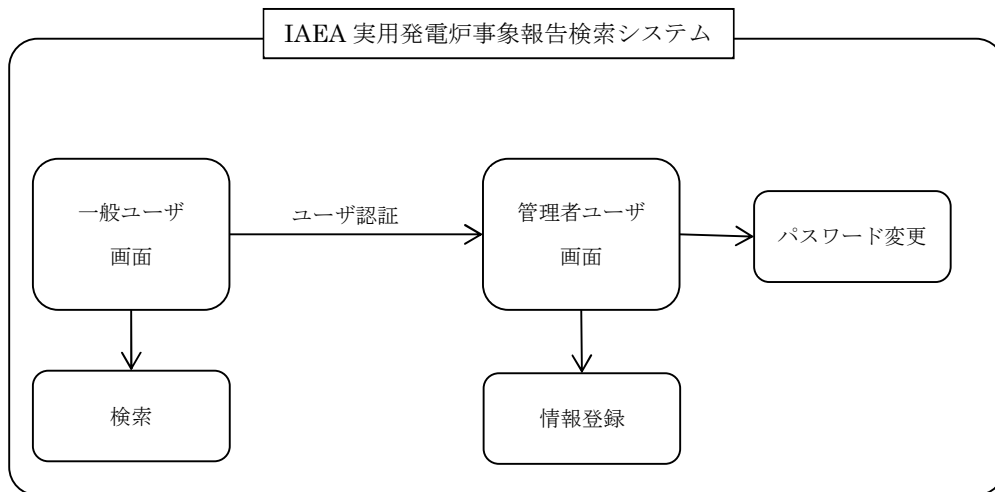 IAEA 実用発電炉事象報告検索システム
一般ユーザ
画面
ユーザ認証
管理者ユーザ
画面
パスワード変更
検索
情報登録